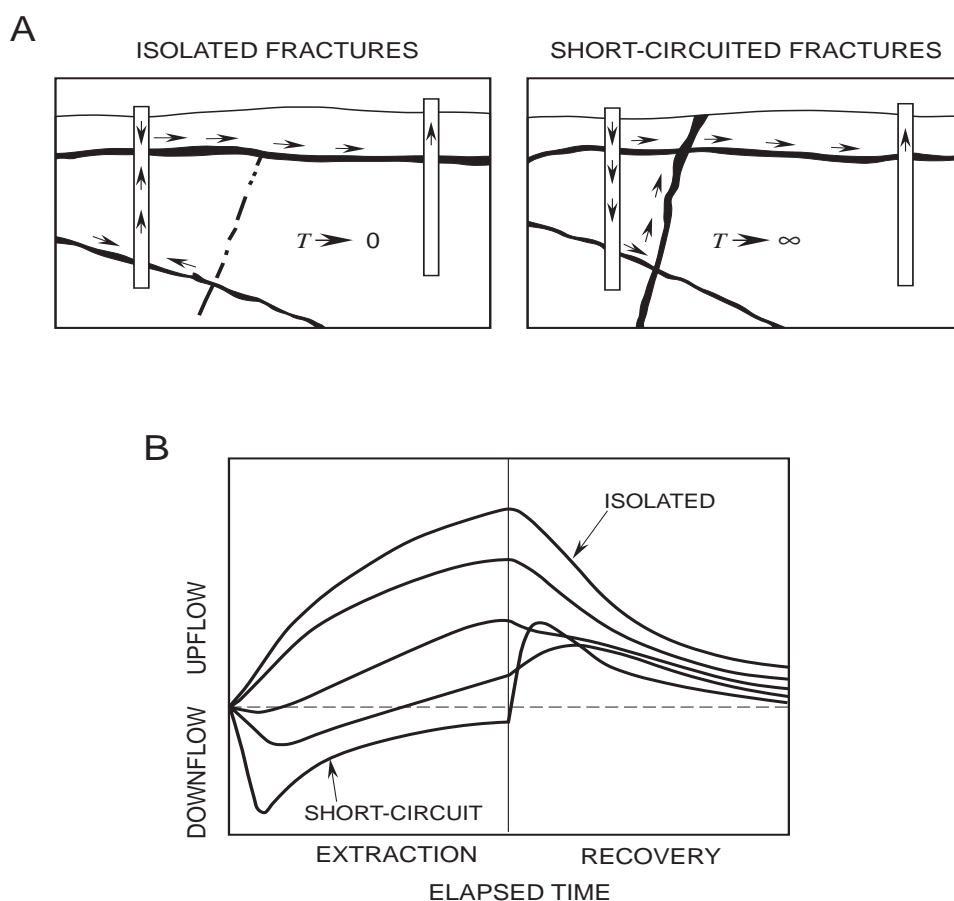 A
ISOLATED FRACTURES
SHORT-CIRCUITED FRACTURES
T 0
T ∞
B
UPFLOW
DOWNFLOW
ISOLATED
SHORT-CIRCUIT
EXTRACTION
RECOVERY
ELAPSED TIME